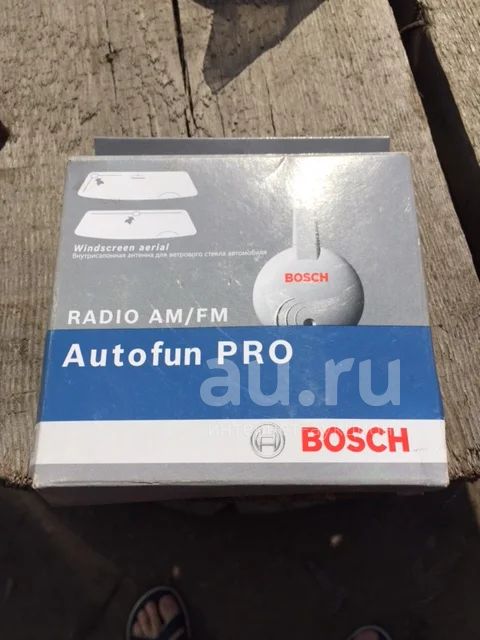 Windscreen aerial
Внутрисалонная антенна для ветрового стекла автомобиля
BOSCH
RADIO AM/FM
Autofun PRO
au.ru
BOSCH